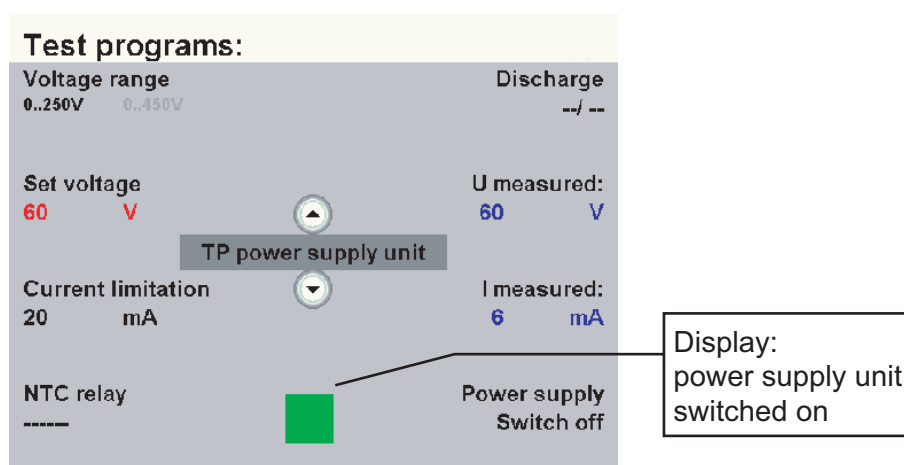 Test programs:
Voltage range
0..250V 0..450V
Discharge
--/ --
Set voltage
60 V
U measured:
60 V
TP power supply unit
Current limitation
20 mA
I measured:
6 mA
NTC relay
------
Power supply
Switch off
Display:
power supply unit
switched on